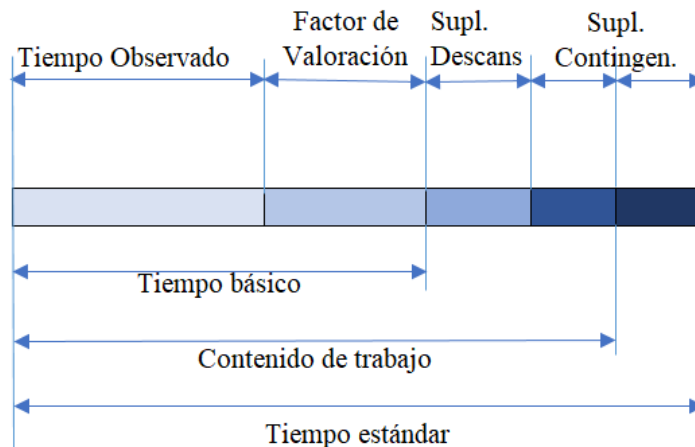 Tiempo Observado
Factor de
Valoración
Supl.
Descans
Supl.
Contingen.
Tiempo básico
Contenido de trabajo
Tiempo estándar